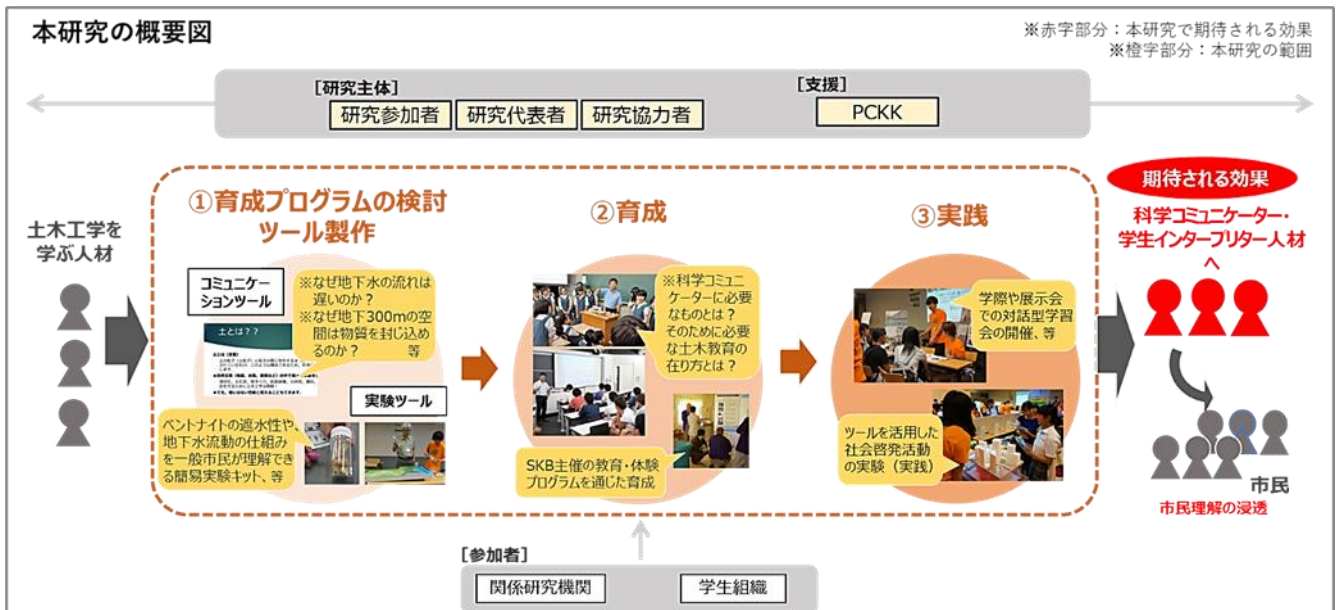 本研究の概要図
※赤字部分：本研究で期待される効果
※橙字部分：本研究の範囲
[研究主体]
研究参加者
研究代表者
研究協力者
[支援]
PCKK
土木工学を
学ぶ人材
①育成プログラムの検討
ツール製作
コミュニケー
ションツール
※なぜ地下水の流れは
遅いのか？
※なぜ地下300mの空
間は物質を封じ込め
るのか？　等
土とは？？
実験ツール
ベントナイトの遮水性や、
地下水流動の仕組み
を一般市民が理解でき
る簡易実験キット、等
②育成
※科学コミュニ
ケーターに必要
なものとは？
そのために必要
な土木教育の
在り方とは？
SKB主催の教育・体験
プログラムを通じた育成
③実践
学際や展示会
での対話型学習
会の開催、等
ツールを活用した
社会啓発活動
の実験（実践）
期待される効果
科学コミュニケーター・
学生インタープリター人材
へ
市民
市民理解の浸透
[参加者]
関係研究機関
学生組織